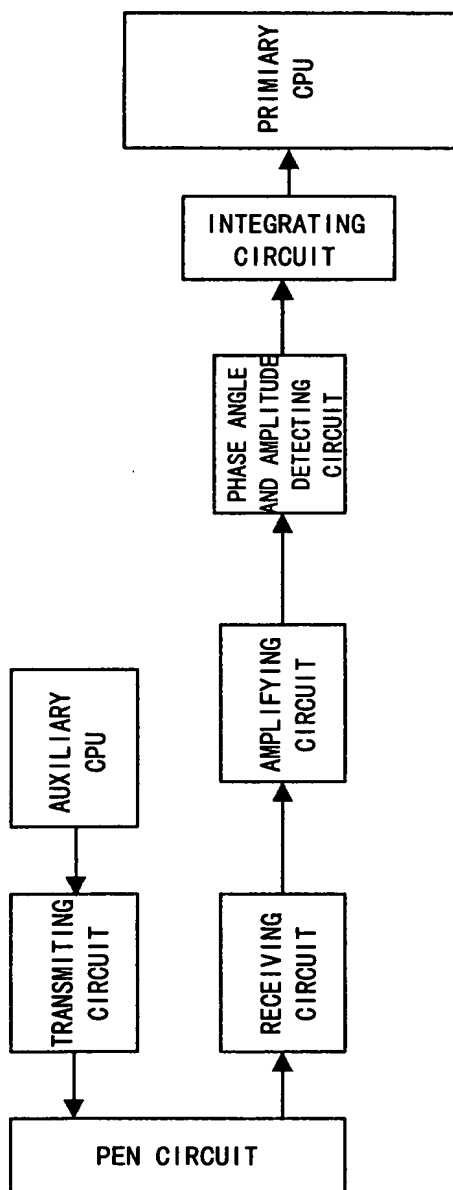 PRIMIARY
CPU
INTEGRATING
CIRCUIT
PHASE ANGLE
AND AMPLITUDE
DETECTING
CIRCUIT
AMPLIFYING
CIRCUIT
AUXILIARY
CPU
TRANSMITING
CIRCUIT
RECEIVING
CIRCUIT
PEN CIRCUIT